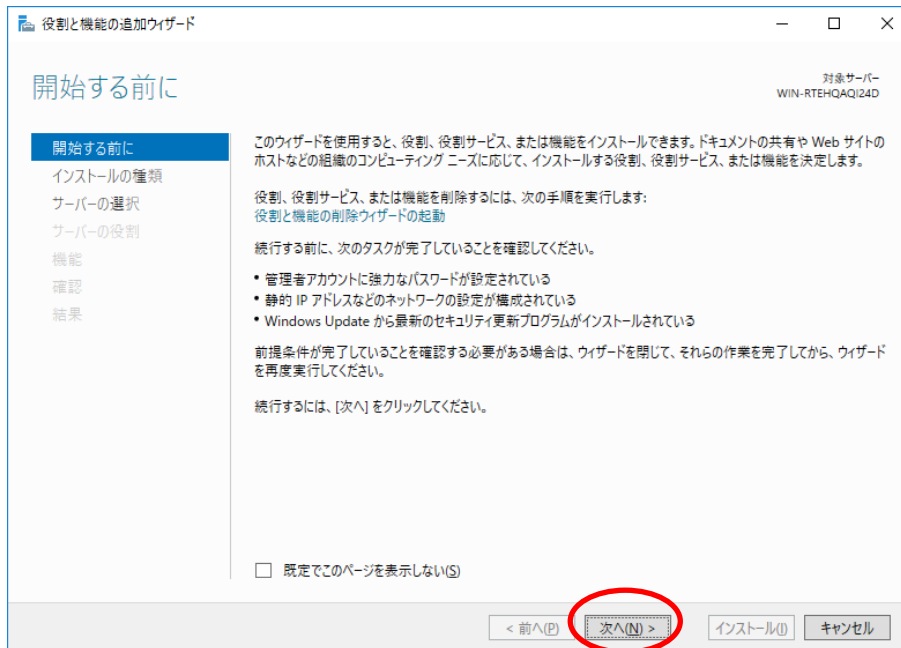 役割と機能の追加ウィザード
開始する前に
対象サーバー
WIN-RTEHQAQI24D
開始する前に
インストールの種類
サーバーの選択
サーバーの役割
機能
確認
結果
このウィザードを使用すると、役割、役割サービス、または機能をインストールできます。ドキュメントの共有や Web サイトの
ホストなどの組織のコンピューティング ニーズに応じて、インストールする役割、役割サービス、または機能を決定します。
役割、役割サービス、または機能を削除するには、次の手順を実行します:
役割と機能の削除ウィザードの起動
続行する前に、次のタスクが完了していることを確認してください。
• 管理者アカウントに強力なパスワードが設定されている
• 静的 IP アドレスなどのネットワークの設定が構成されている
• Windows Update から最新のセキュリティ更新プログラムがインストールされている
前提条件が完了していることを確認する必要がある場合は、ウィザードを閉じて、それらの作業を完了してから、ウィザード
を再度実行してください。
続行するには、[次へ] をクリックしてください。
既定でこのページを表示しない(S)
< 前へ(P)
次へ(N) >
インストール(I)
キャンセル